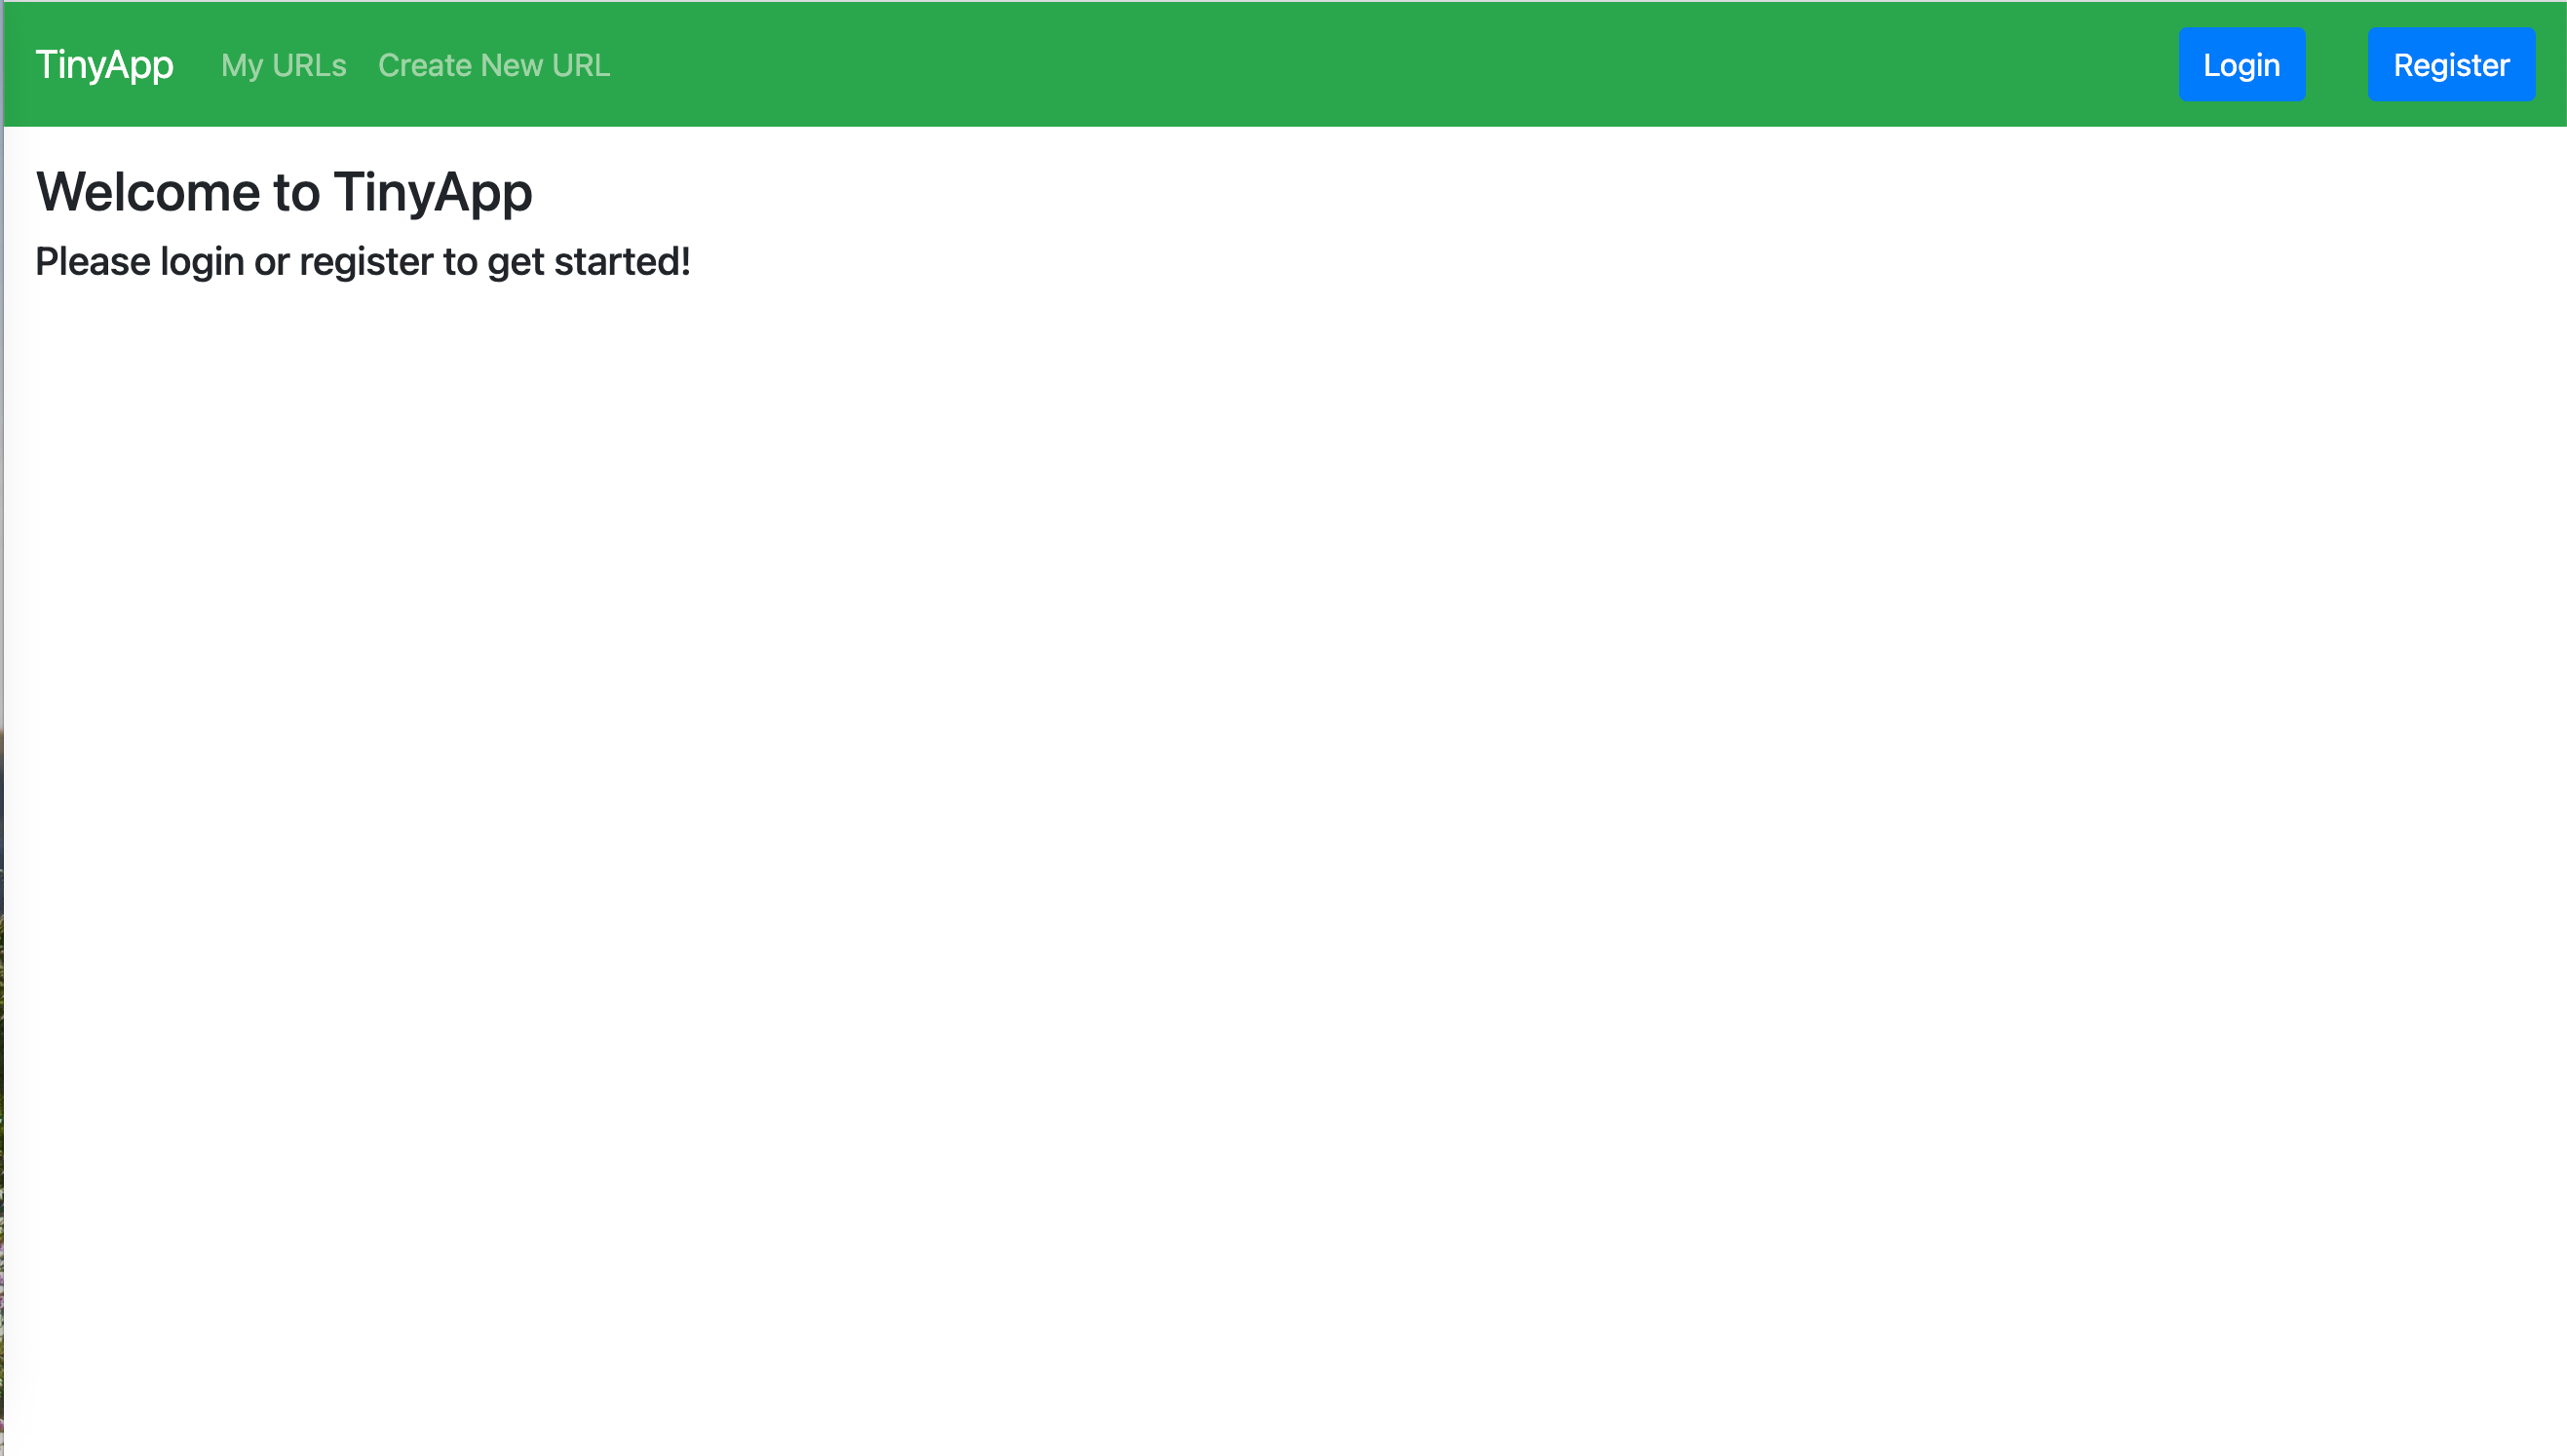 TinyApp My URLs Create New URL Login Register
Welcome to TinyApp
Please login or register to get started!